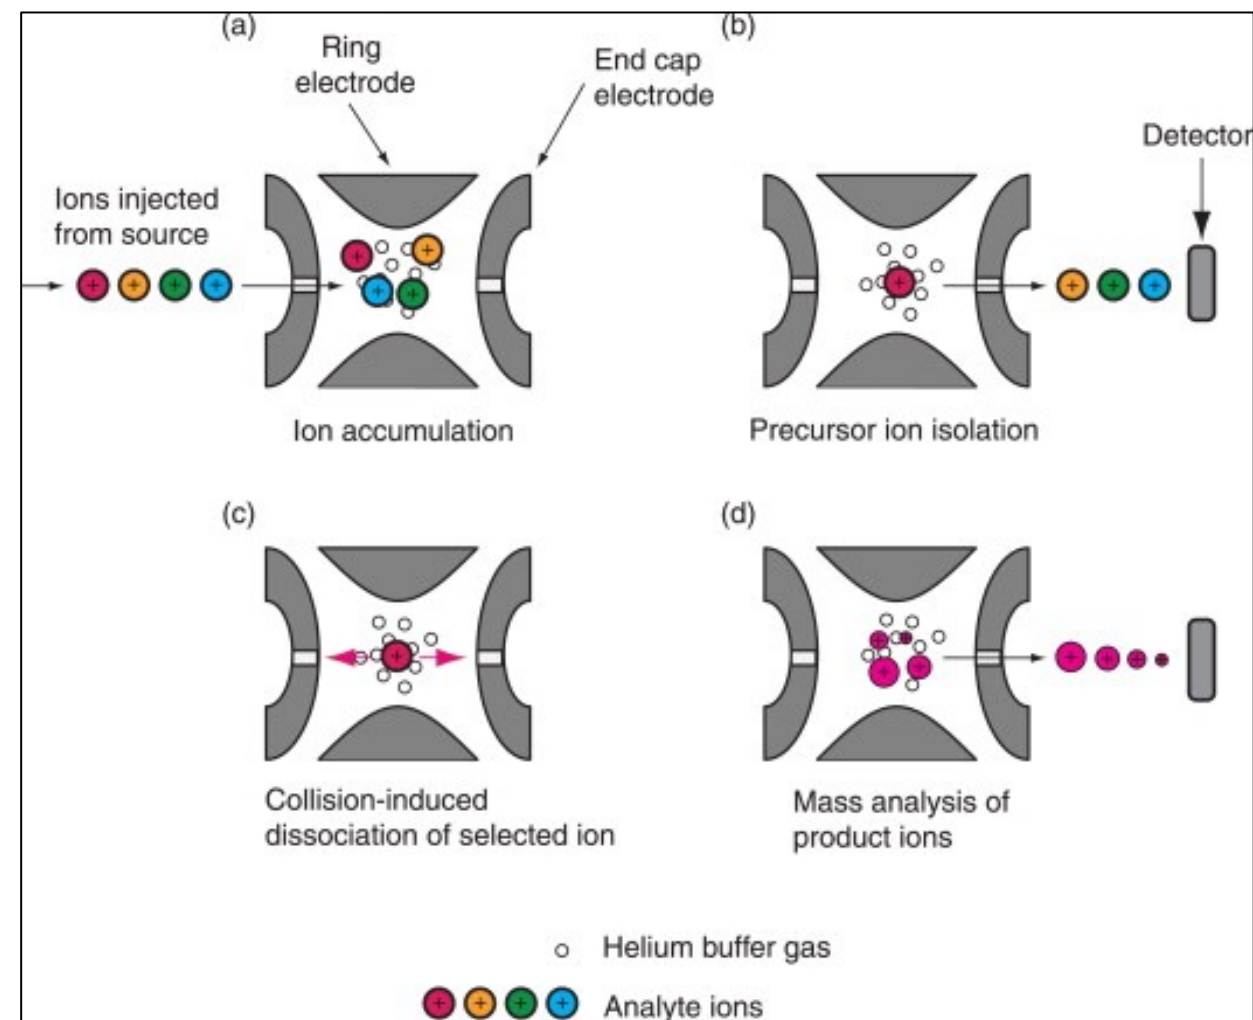 (a)
Ring
electrode
End cap
electrode
Ions injected
from source
Ion accumulation
(b)
Detector
Precursor ion isolation
(c)
Collision-induced
dissociation of selected ion
(d)
Mass analysis of
product ions
Helium buffer gas
Analyte ions